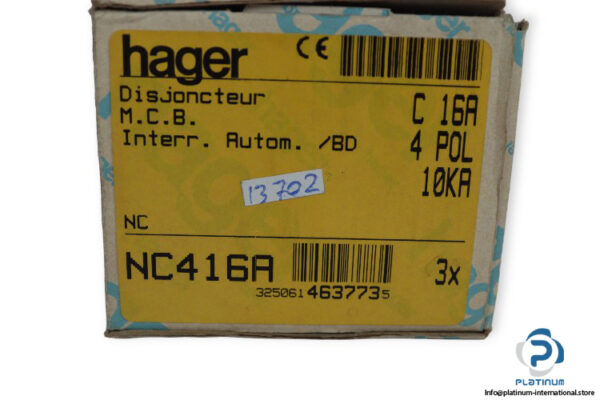 hager CE
Disjoncteur C 16A
M.C.B. 4 POL
Interr. Autom. /BD 10KA
13702
NC
NC416A 3x
3250614637735
PLATINUM
Info@platinum-international.store